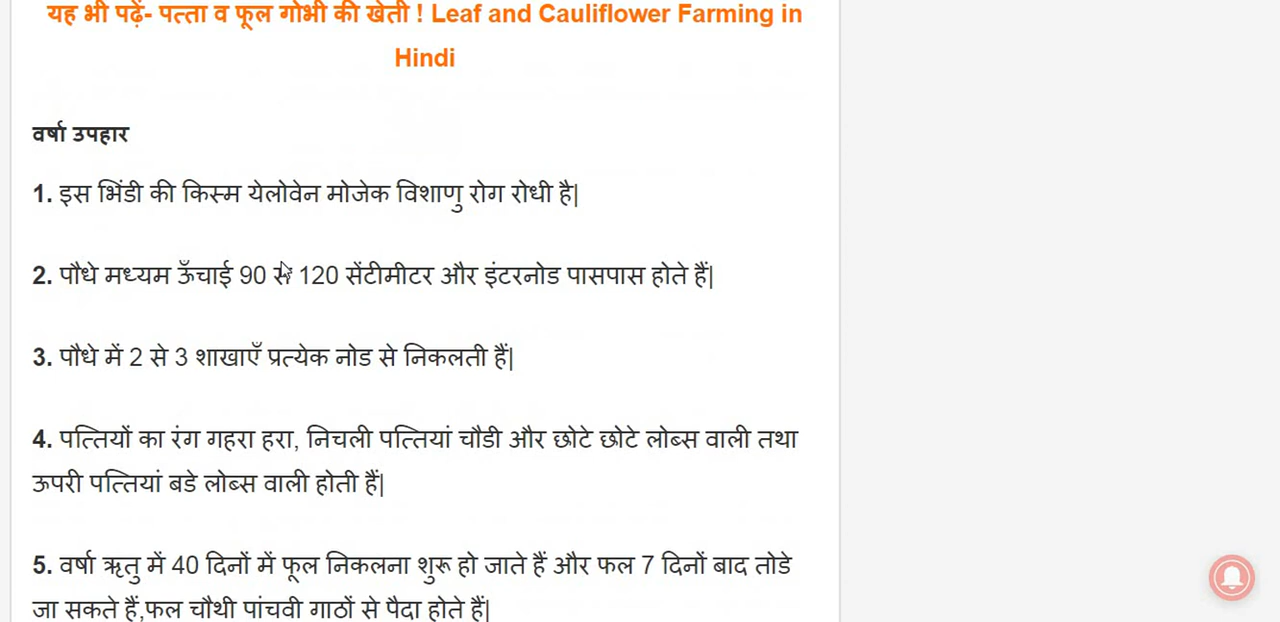 यह भी पढ़ें- पत्ता व फूल गोभी की खेती ! Leaf and Cauliflower Farming in
Hindi
वर्षा उपहार
1. इस भिंडी की किस्म येलोवेन मोजेक विशाणु रोग रोधी है|
2. पौधे मध्यम ऊँचाई 90 से 120 सेंटीमीटर और इंटरनोड पासपास होते हैं|
3. पौधे में 2 से 3 शाखाएँ प्रत्येक नोड से निकलती हैं|
4. पत्तियों का रंग गहरा हरा, निचली पत्तियां चौडी और छोटे छोटे लोब्स वाली तथा
ऊपरी पत्तियां बडे लोब्स वाली होती हैं|
5. वर्षा ऋतु में 40 दिनों में फूल निकलना शुरू हो जाते हैं और फल 7 दिनों बाद तोडे
जा सकते हैं,फल चौथी पांचवी गाठों से पैदा होते हैं|